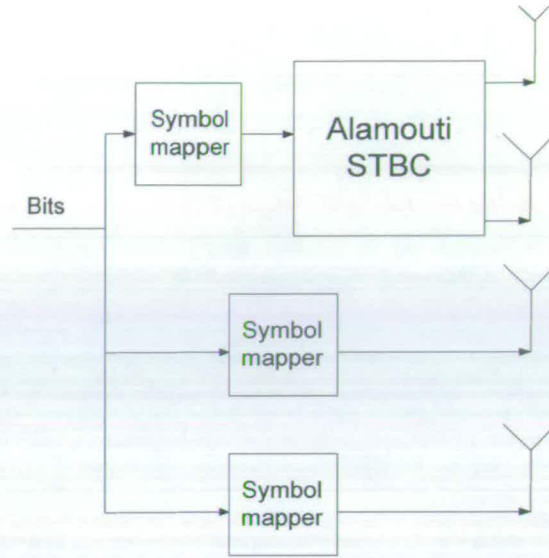 Symbol
mapper
Alamouti
STBC
Bits
Symbol
mapper
Symbol
mapper